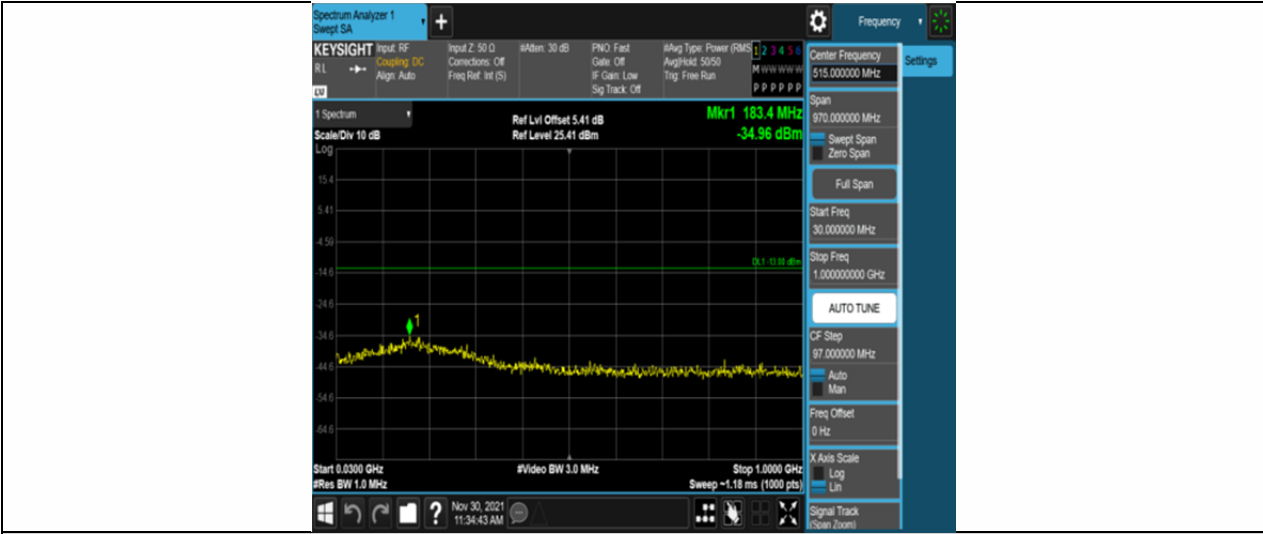 Spectrum Analyzer 1
Swept SA
Frequency
KEYSIGHT
Input: RF
Coupling: DC
Align: Auto
Input Z: 50 Ω
Corrections: Off
Freq Ref: Int (S)
#Atten: 30 dB
PNO: Fast
Gate: Off
IF Gain: Low
Sig Track: Off
#Avg Type: Power (RMS
Avg|Hold: 50/50
Trig: Free Run
1 2 3 4 5 6
M W W W W W
P P P P P P
RL
LV
1 Spectrum
Scale/Div 10 dB
Ref Lvl Offset 5.41 dB
Ref Level 25.41 dBm
Mkr1 183.4 MHz
-34.96 dBm
Log
15.4
5.41
-4.59
-14.6
-24.6
-34.6
-44.6
-54.6
-64.6
DL1 -13.00 dBm
1
Start 0.0300 GHz
#Res BW 1.0 MHz
#Video BW 3.0 MHz
Stop 1.0000 GHz
Sweep ~1.18 ms (1000 pts)
Nov 30, 2021
11:34:43 AM
Center Frequency
515.000000 MHz
Settings
Span
970.000000 MHz
Swept Span
Zero Span
Full Span
Start Freq
30.000000 MHz
Stop Freq
1.000000000 GHz
AUTO TUNE
CF Step
97.000000 MHz
Auto
Man
Freq Offset
0 Hz
X Axis Scale
Log
Lin
Signal Track
(Span Zoom)